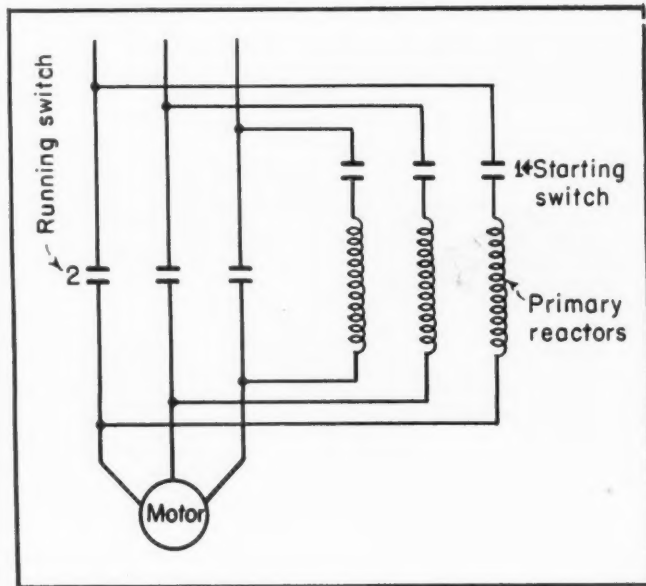 Running switch
2
1 Starting
switch
Primary
reactors
Motor